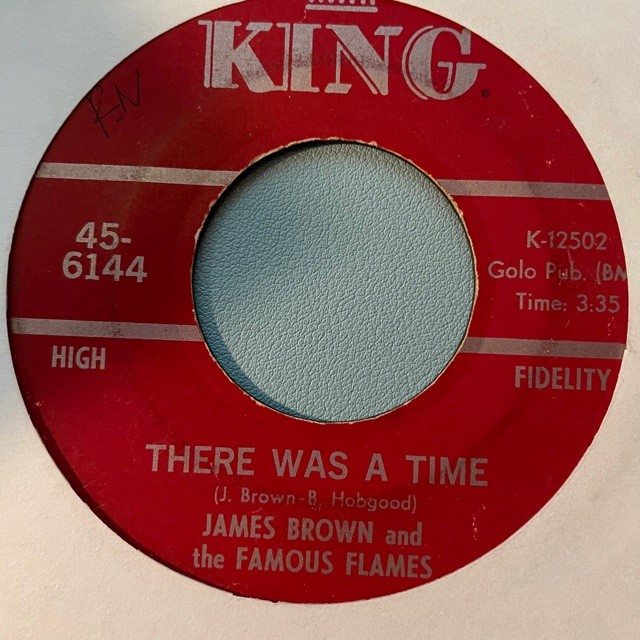 KING
45-
6144
K-12502
Golo Pub. (BM
Time: 3:35
HIGH
FIDELITY
THERE WAS A TIME
(J. Brown-B. Hobgood)
JAMES BROWN and
the FAMOUS FLAMES